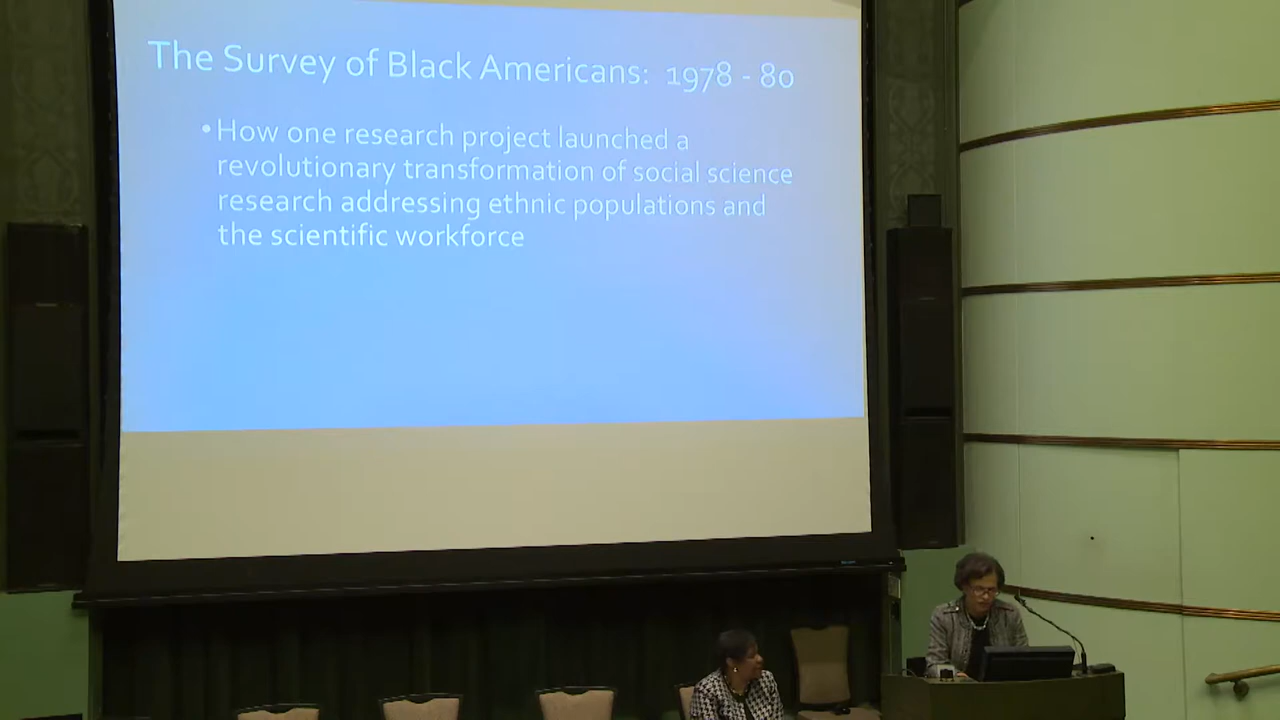 The Survey of Black Americans: 1978 - 80
• How one research project launched a
revolutionary transformation of social science
research addressing ethnic populations and
the scientific workforce